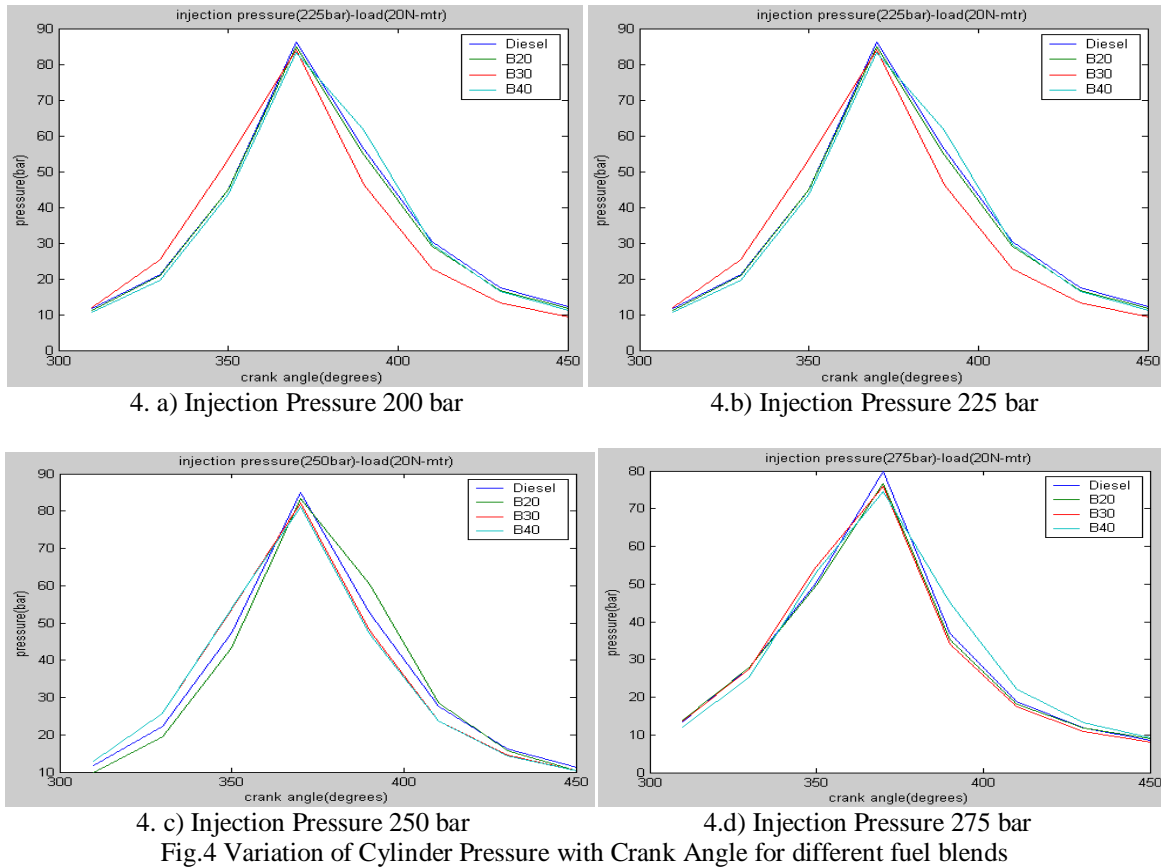 injection pressure(225bar)-load(20N-mtr)
90
80
70
60
50
40
30
20
10
0
pressure(bar)
Diesel
B20
B30
B40
300
350
400
450
crank angle(degrees)
4. a) Injection Pressure 200 bar
injection pressure(225bar)-load(20N-mtr)
90
80
70
60
50
40
30
20
10
0
pressure(bar)
Diesel
B20
B30
B40
300
350
400
450
crank angle(degrees)
4.b) Injection Pressure 225 bar
injection pressure(250bar)-load(20N-mtr)
90
80
70
60
50
40
30
20
10
pressure(bar)
Diesel
B20
B30
B40
300
350
400
450
crank angle(degrees)
4. c) Injection Pressure 250 bar
injection pressure(275bar)-load(20N-mtr)
80
70
60
50
40
30
20
10
0
pressure(bar)
Diesel
B20
B30
B40
300
350
400
450
crank angle(degrees)
4.d) Injection Pressure 275 bar
Fig.4 Variation of Cylinder Pressure with Crank Angle for different fuel blends